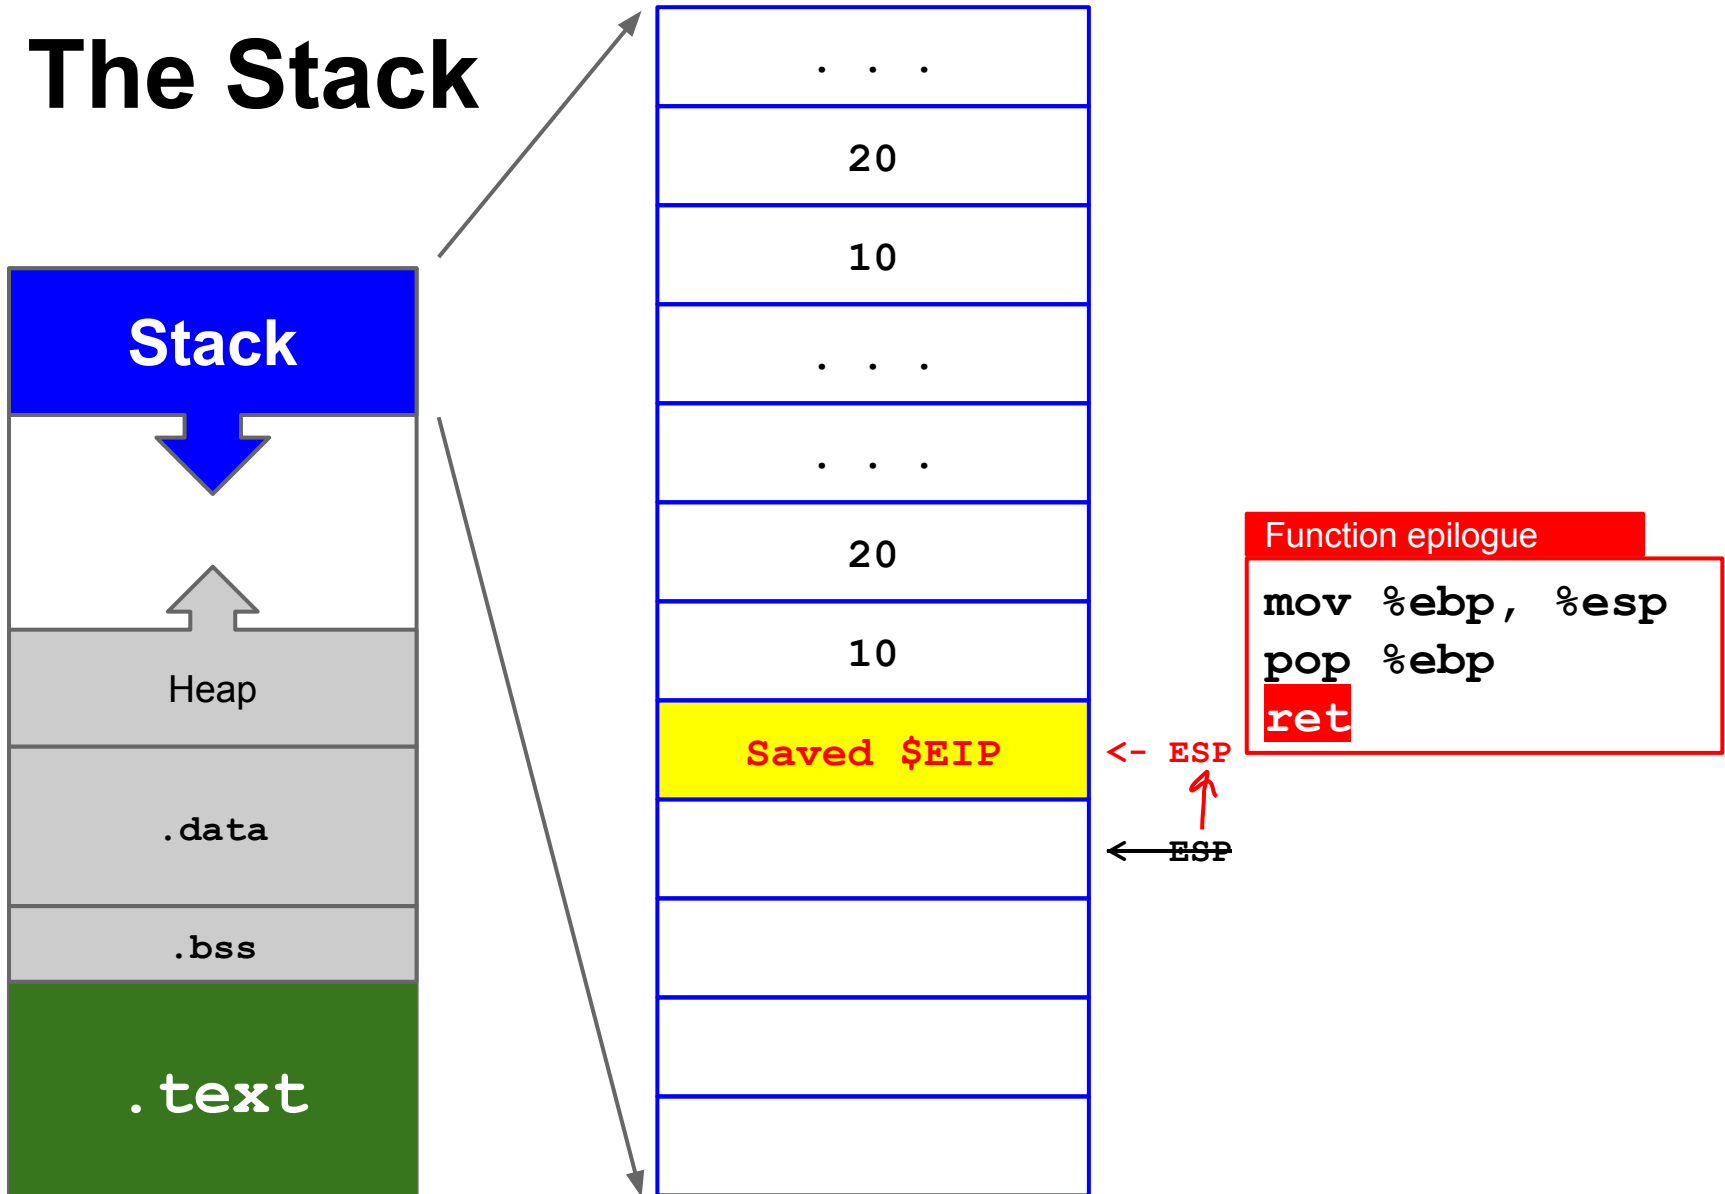 The Stack
Stack
Heap
.data
.bss
.text
. . .
20
10
. . .
. . .
20
10
Saved $EIP
<- ESP
<- ESP
Function epilogue
mov %ebp, %esp
pop %ebp
ret